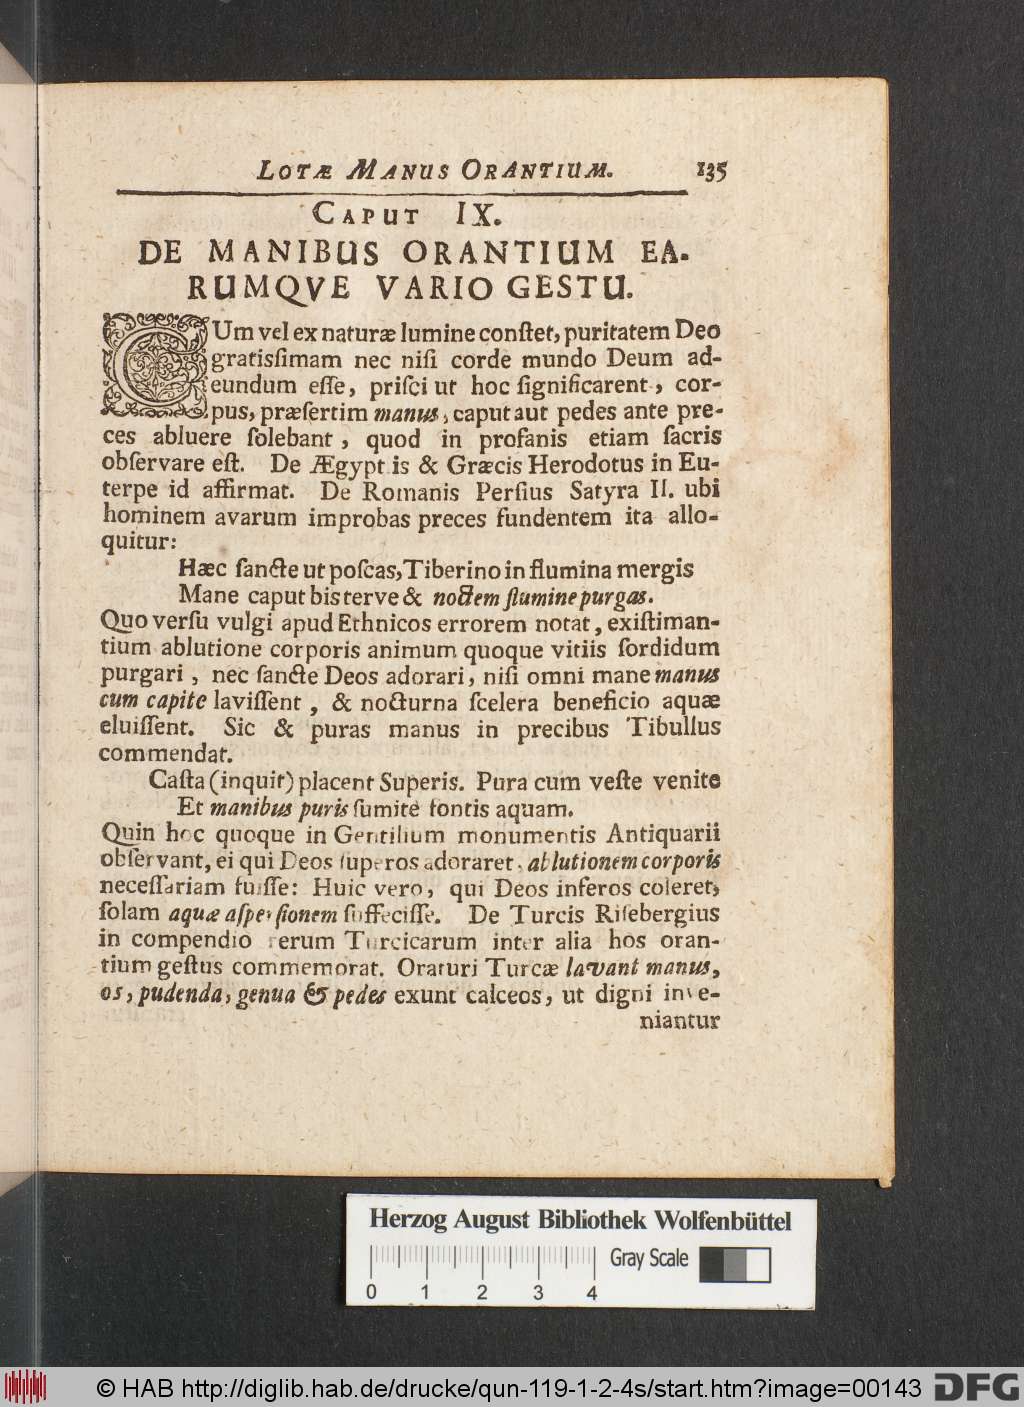 LOTÆ MANUS ORANTIUM. 135
CAPUT IX.
DE MANIBUS ORANTIUM EA-
RUMQVE VARIO GESTU.
CUm vel ex naturæ lumine conſtet, puritatem Deo
gratiſſimam nec niſi corde mundo Deum ad-
eundum eſſe, priſci ut hoc ſignificarent, cor-
pus, præſertim manus, caput aut pedes ante pre-
ces abluere ſolebant, quod in profanis etiam ſacris
obſervare eſt. De Ægyptis & Græcis Herodotus in Eu-
terpe id affirmat. De Romanis Perſius Satyra II. ubi
hominem avarum improbas preces fundentem ita allo-
quitur:
Hæc ſancte ut poſcas, Tiberino in flumina mergis
Mane caput bis terve & noctem flumine purgas.
Quo verſu vulgi apud Ethnicos errorem notat, exiſtiman-
tium ablutione corporis animum quoque vitiis ſordidum
purgari, nec ſancte Deos adorari, niſi omni mane manus
cum capite laviſſent, & nocturna ſcelera beneficio aquæ
eluiſſent. Sic & puras manus in precibus Tibullus
commendat.
Caſta (inquit) placent Superis. Pura cum veſte venite
Et manibus puris ſumite fontis aquam.
Quin hoc quoque in Gentilium monumentis Antiquarii
obſervant, ei qui Deos ſuperos adoraret, ablutionem corporis
neceſſariam fuiſſe: Huic vero, qui Deos inferos coleret,
ſolam aquæ aſperſionem ſuffeciſſe. De Turcis Riſebergius
in compendio rerum Turcicarum inter alia hos oran-
tium geſtus commemorat. Oraturi Turcæ lavant manus,
os, pudenda, genua & pedes exunt calceos, ut digni inve-
niantur
Herzog August Bibliothek Wolfenbüttel
Gray Scale
0 1 2 3 4
© HAB http://diglib.hab.de/drucke/qun-119-1-2-4s/start.htm?image=00143 DFG